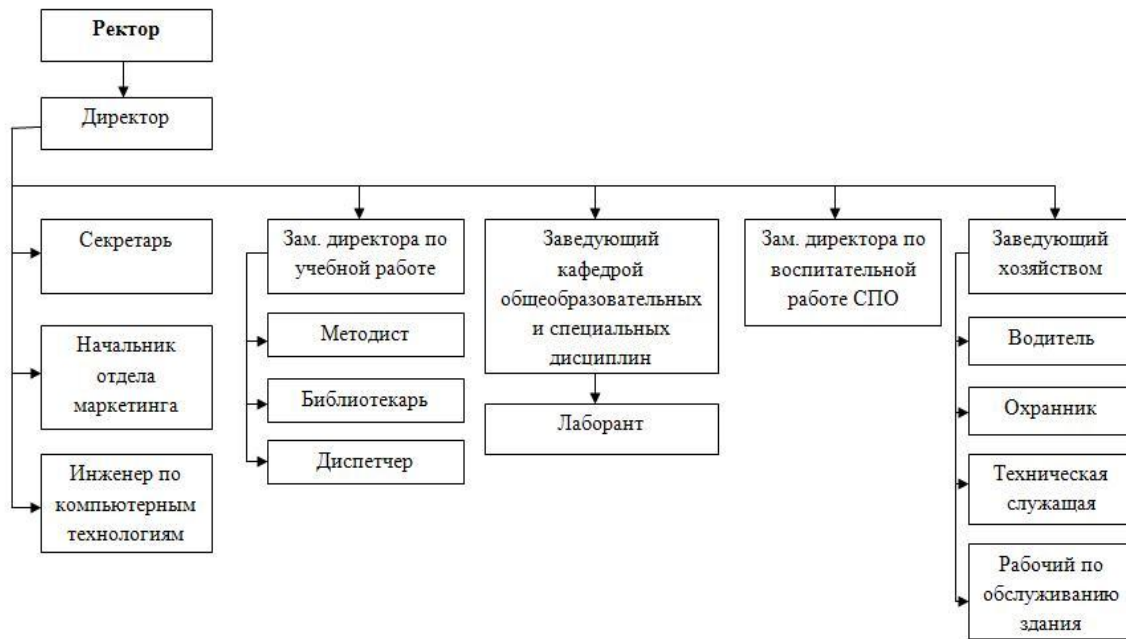 Ректор
Директор
Секретарь
Начальник
отдела
маркетинга
Инженер по
компьютерным
технологиям
Зам. директора по
учебной работе
Методист
Библиотекарь
Диспетчер
Заведующий
кафедрой
общеобразовательных
и специальных
дисциплин
Лаборант
Зам. директора по
воспитательной
работе СПО
Заведующий
хозяйством
Водитель
Охранник
Техническая
служащая
Рабочий по
обслуживанию
здания